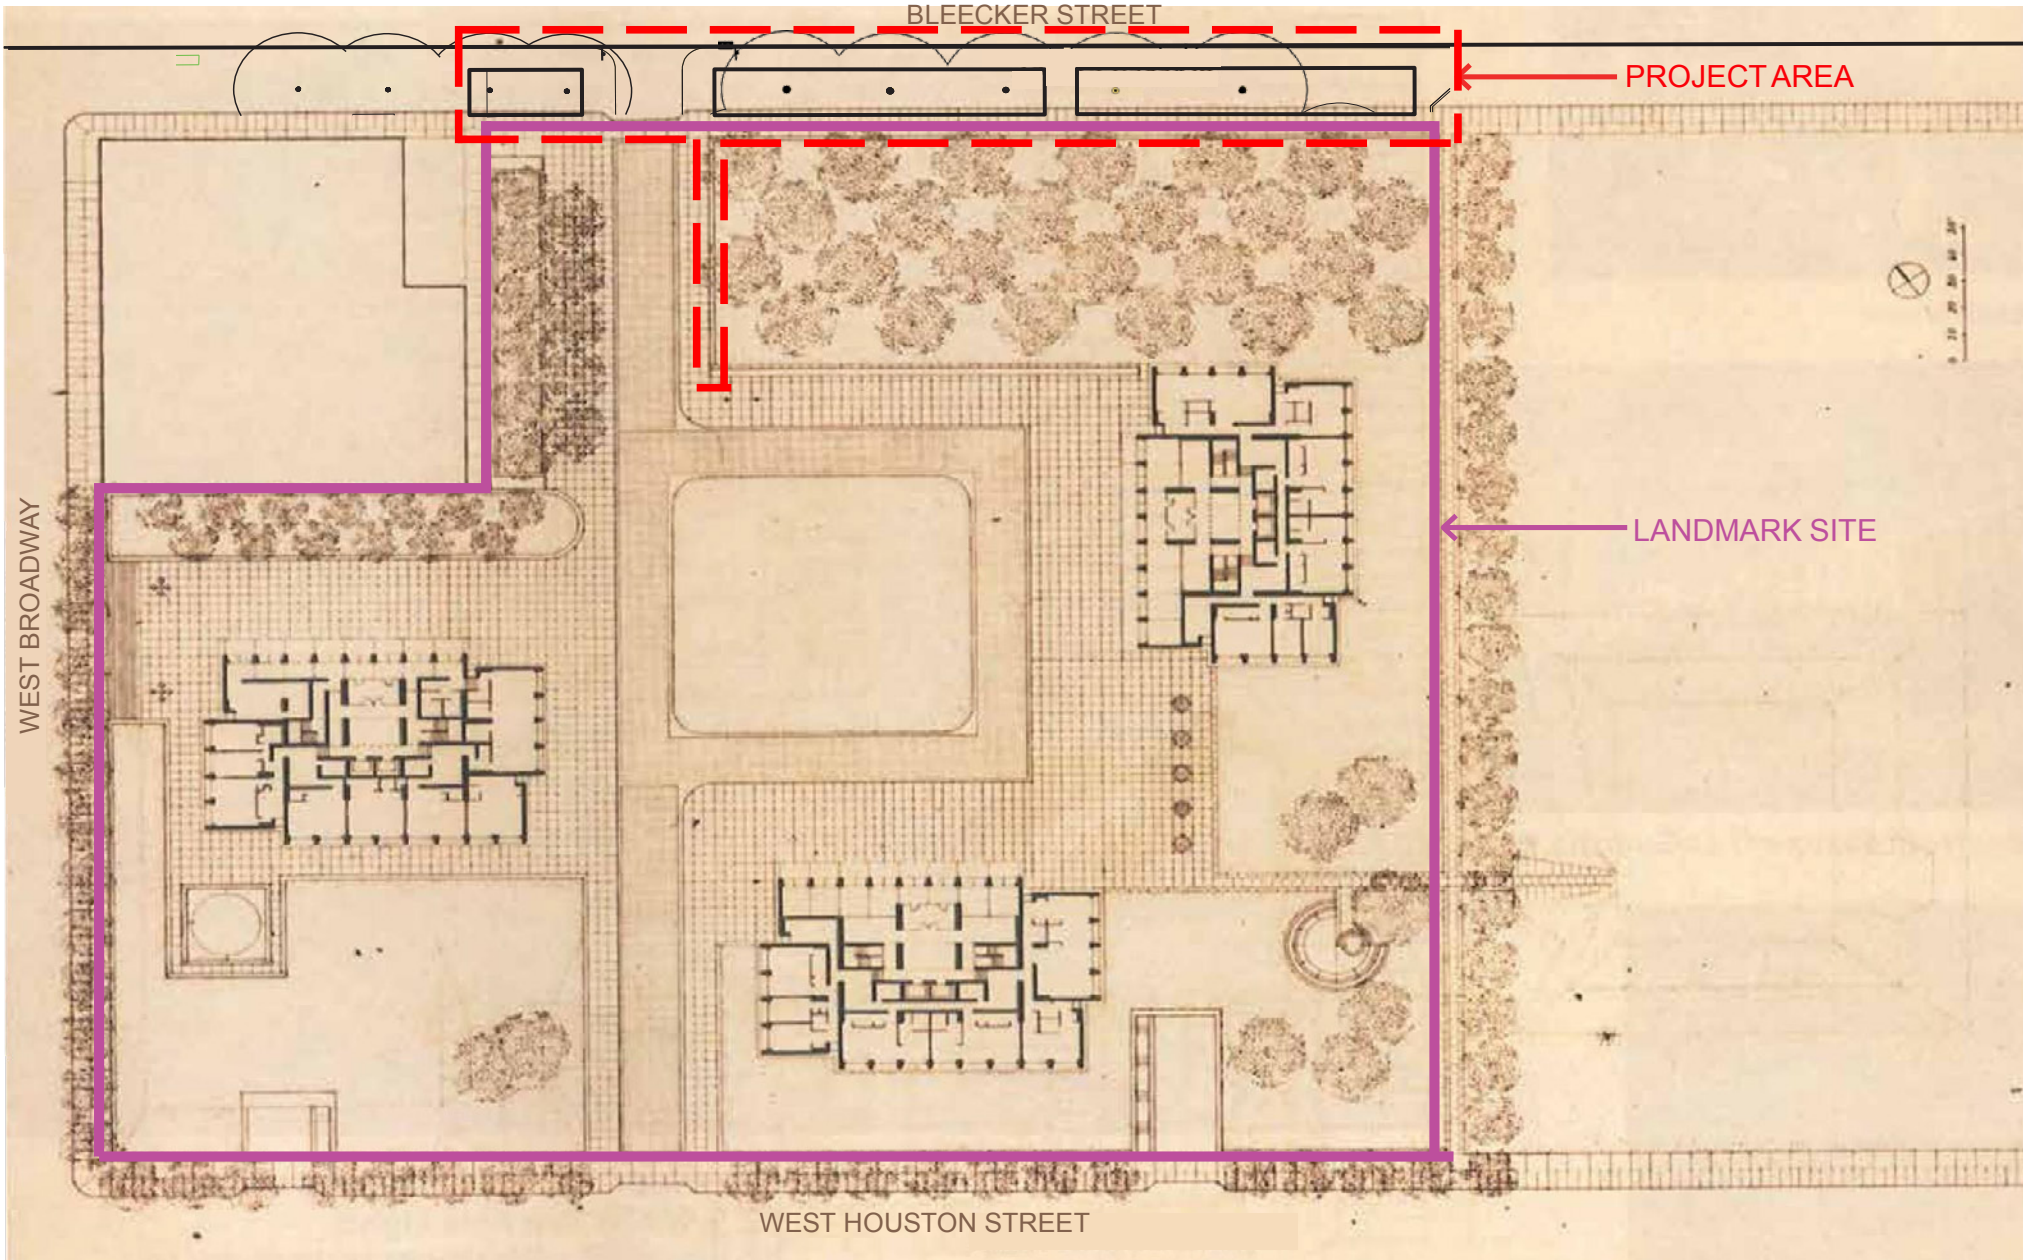 BLEECKER STREET
PROJECT AREA
LANDMARK SITE
WEST BROADWAY
WEST HOUSTON STREET